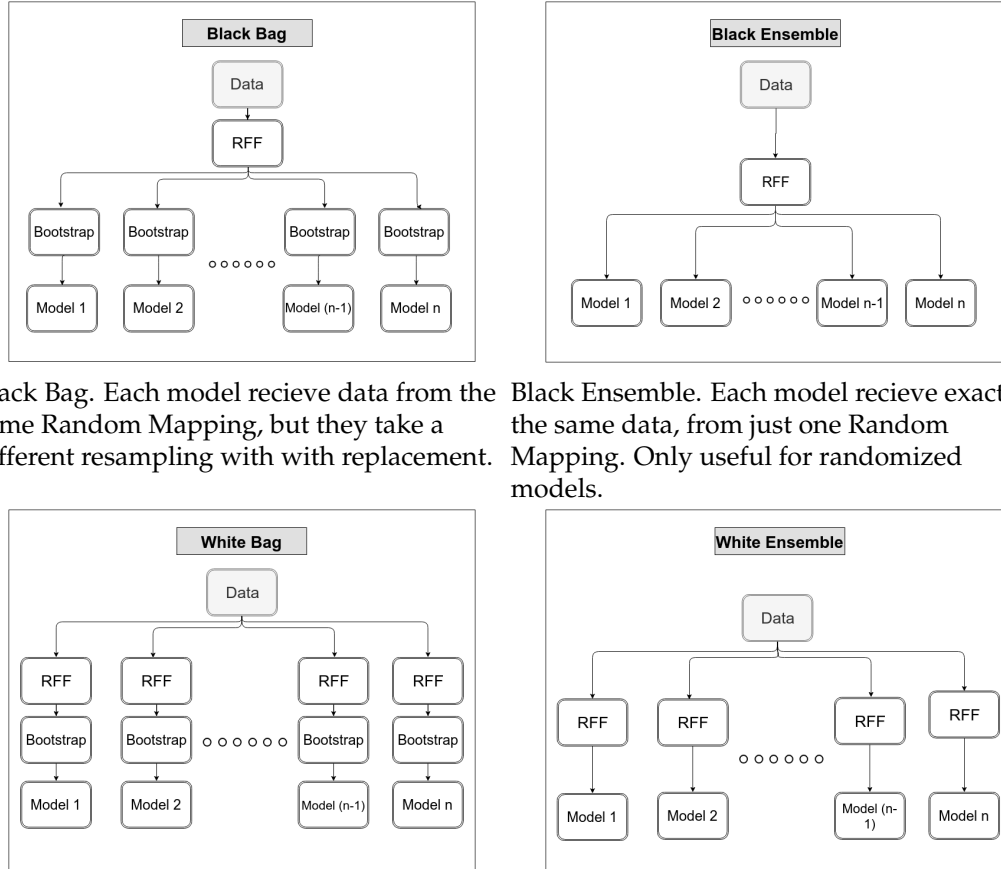 Black Bag
Data
RFF
Bootstrap Bootstrap Bootstrap Bootstrap
Model 1 Model 2 Model (n-1) Model n
Black Ensemble
Data
RFF
Model 1 Model 2 Model n-1 Model n
ack Bag. Each model recieve data from the
me Random Mapping, but they take a
fferent resampling with with replacement.
Black Ensemble. Each model recieve exact
the same data, from just one Random
Mapping. Only useful for randomized
models.
White Bag
Data
RFF RFF RFF RFF
Bootstrap Bootstrap Bootstrap Bootstrap
Model 1 Model 2 Model (n-1) Model n
White Ensemble
Data
RFF RFF RFF RFF
Model 1 Model 2 Model (n-
1) Model n